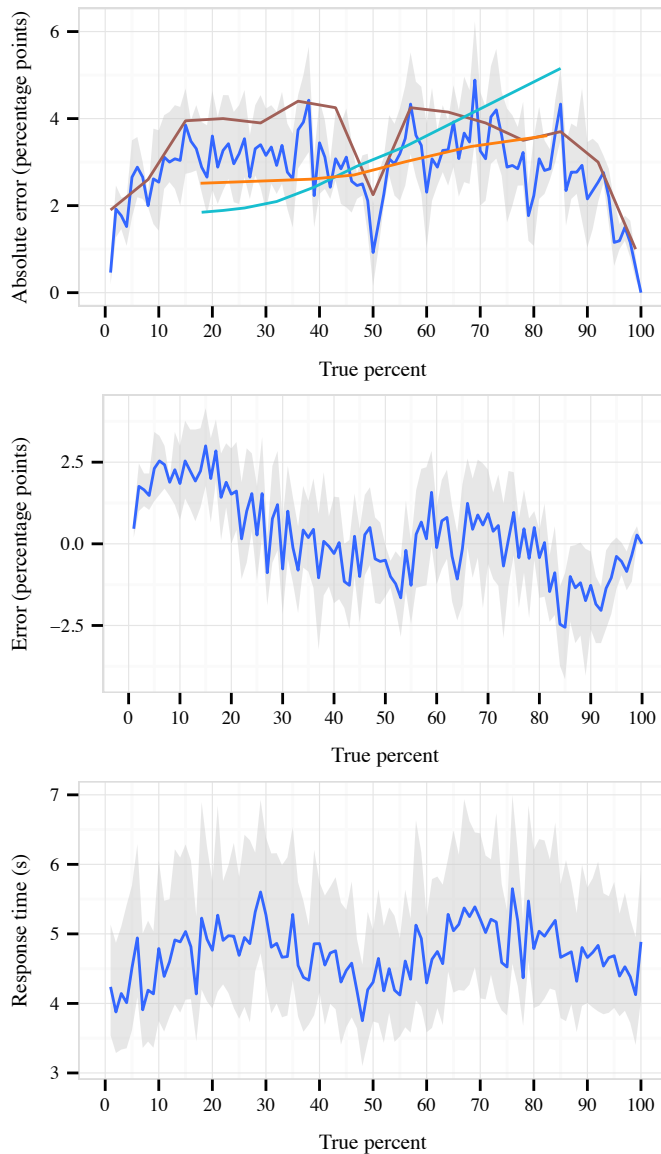 Absolute error (percentage points)
6
4
2
0
0 10 20 30 40 50 60 70 80 90 100
True percent
Error (percentage points)
2.5
0.0
−2.5
0 10 20 30 40 50 60 70 80 90 100
True percent
Response time (s)
7
6
5
4
3
0 10 20 30 40 50 60 70 80 90 100
True percent